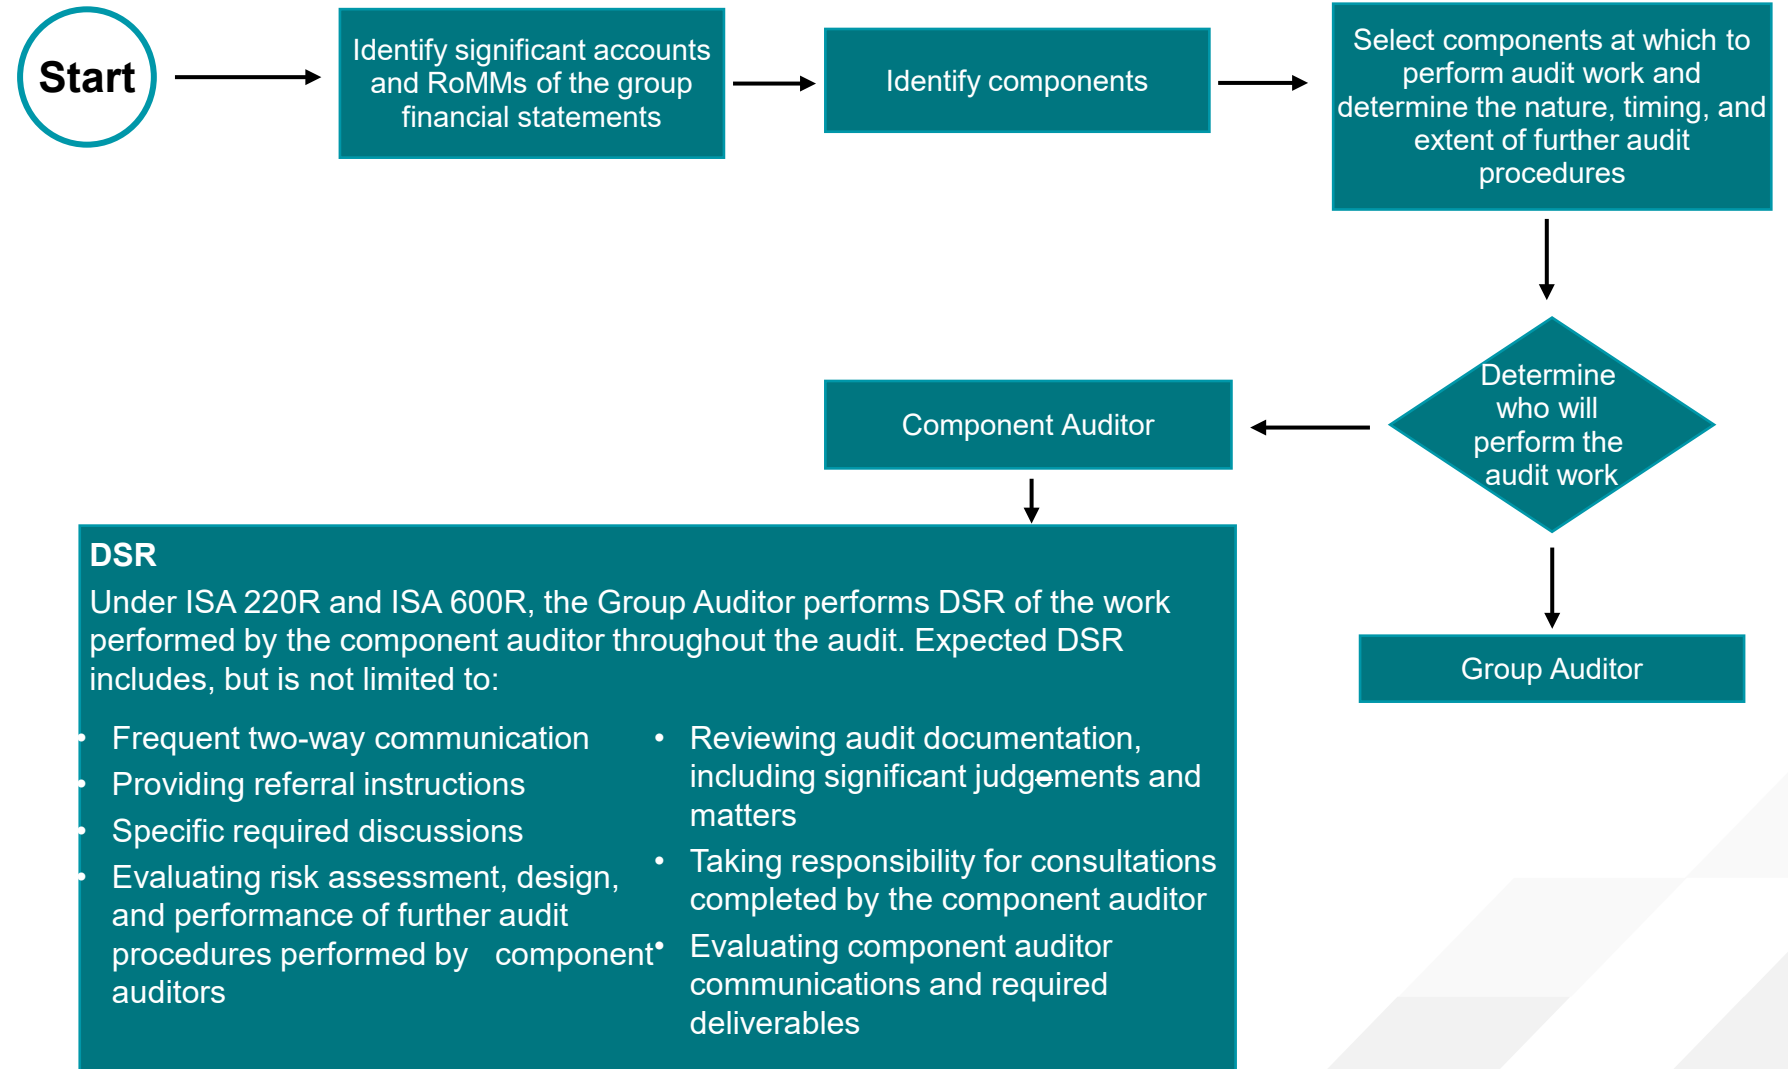 Start
Identify significant accounts
and RoMMs of the group
financial statements
Identify components
Select components at which to
perform audit work and
determine the nature, timing, and
extent of further audit
procedures
Determine
who will
perform the
audit work
Component Auditor
Group Auditor
DSR
Under ISA 220R and ISA 600R, the Group Auditor performs DSR of the work
performed by the component auditor throughout the audit. Expected DSR
includes, but is not limited to:
• Frequent two-way communication
• Providing referral instructions
• Specific required discussions
• Evaluating risk assessment, design,
and performance of further audit
procedures performed by component
auditors
• Reviewing audit documentation,
including significant judgements and
matters
• Taking responsibility for consultations
completed by the component auditor
• Evaluating component auditor
communications and required
deliverables